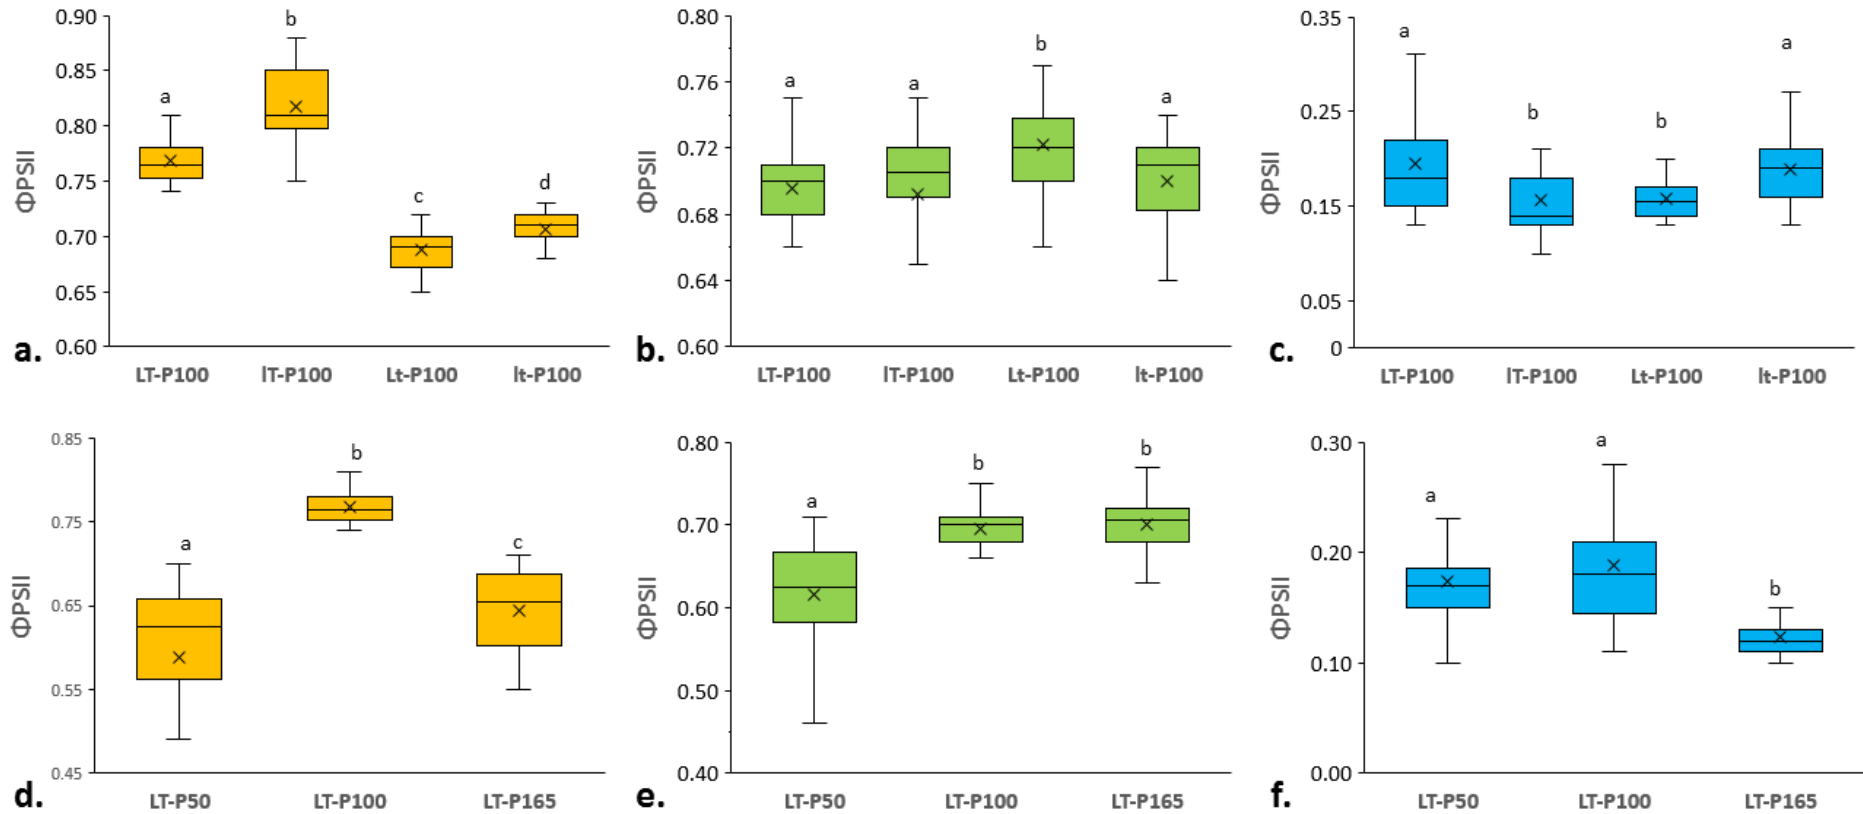 0.90
0.85
0.80
0.75
0.70
0.65
0.60
ΦPSII
a
b
c
d
a.
LT-P100
lT-P100
Lt-P100
lt-P100
0.80
0.76
0.72
0.68
0.64
0.60
ΦPSII
a
a
b
a
b.
LT-P100
lT-P100
Lt-P100
lt-P100
0.35
0.25
0.15
0.05
0
ΦPSII
a
b
b
a
c.
LT-P100
lT-P100
Lt-P100
lt-P100
0.85
0.75
0.65
0.55
0.45
ΦPSII
a
b
c
d.
LT-P50
LT-P100
LT-P165
0.80
0.70
0.60
0.50
0.40
ΦPSII
a
b
b
e.
LT-P50
LT-P100
LT-P165
0.30
0.20
0.10
0.00
ΦPSII
a
a
b
f.
LT-P50
LT-P100
LT-P165